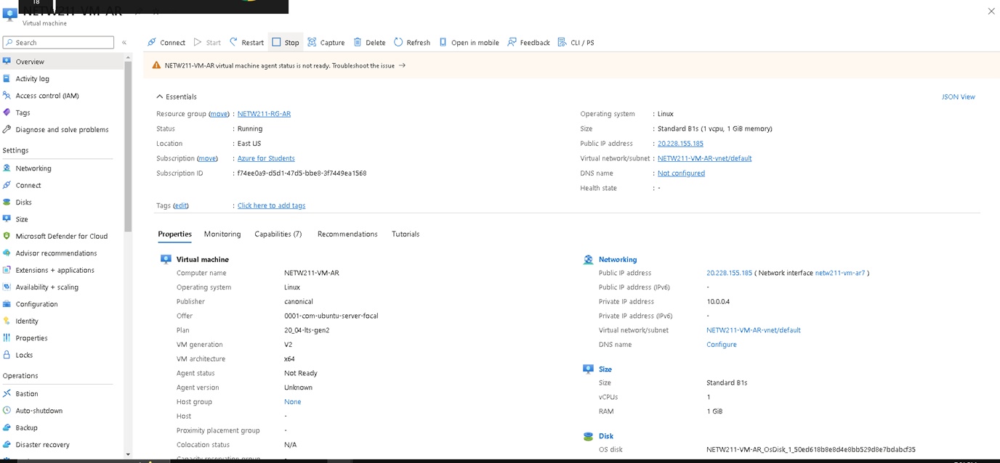 18
NETW211-VM-AR
Virtual machine
Search «
Connect Start Restart Stop Capture Delete Refresh Open in mobile Feedback CLI / PS
NETW211-VM-AR virtual machine agent status is not ready. Troubleshoot the issue →
Overview
Activity log
Access control (IAM)
Tags
Diagnose and solve problems
Settings
Networking
Connect
Disks
Size
Microsoft Defender for Cloud
Advisor recommendations
Extensions + applications
Availability + scaling
Configuration
Identity
Properties
Locks
Operations
Bastion
Auto-shutdown
Backup
Disaster recovery
Essentials JSON View
Resource group (move) : NETW211-RG-AR
Status : Running
Location : East US
Subscription (move) : Azure for Students
Subscription ID : f74ee0a9-d5d1-47d5-bbe8-3f7449ea1568
Tags (edit) : Click here to add tags
Operating system : Linux
Size : Standard B1s (1 vcpu, 1 GiB memory)
Public IP address : 20.228.155.185
Virtual network/subnet : NETW211-VM-AR-vnet/default
DNS name : Not configured
Health state : -
Properties Monitoring Capabilities (7) Recommendations Tutorials
Virtual machine
Computer name NETW211-VM-AR
Operating system Linux
Publisher canonical
Offer 0001-com-ubuntu-server-focal
Plan 20_04-lts-gen2
VM generation V2
VM architecture x64
Agent status Not Ready
Agent version Unknown
Host group None
Host -
Proximity placement group -
Colocation status N/A
Capacity reservation group -
Networking
Public IP address 20.228.155.185 ( Network interface netw211-vm-ar7 )
Public IP address (IPv6) -
Private IP address 10.0.0.4
Private IP address (IPv6) -
Virtual network/subnet NETW211-VM-AR-vnet/default
DNS name Configure
Size
Size Standard B1s
vCPUs 1
RAM 1 GiB
Disk
OS disk NETW211-VM-AR_OsDisk_1_50ed618b8e8d4e8bb529d8e7bdabcf35